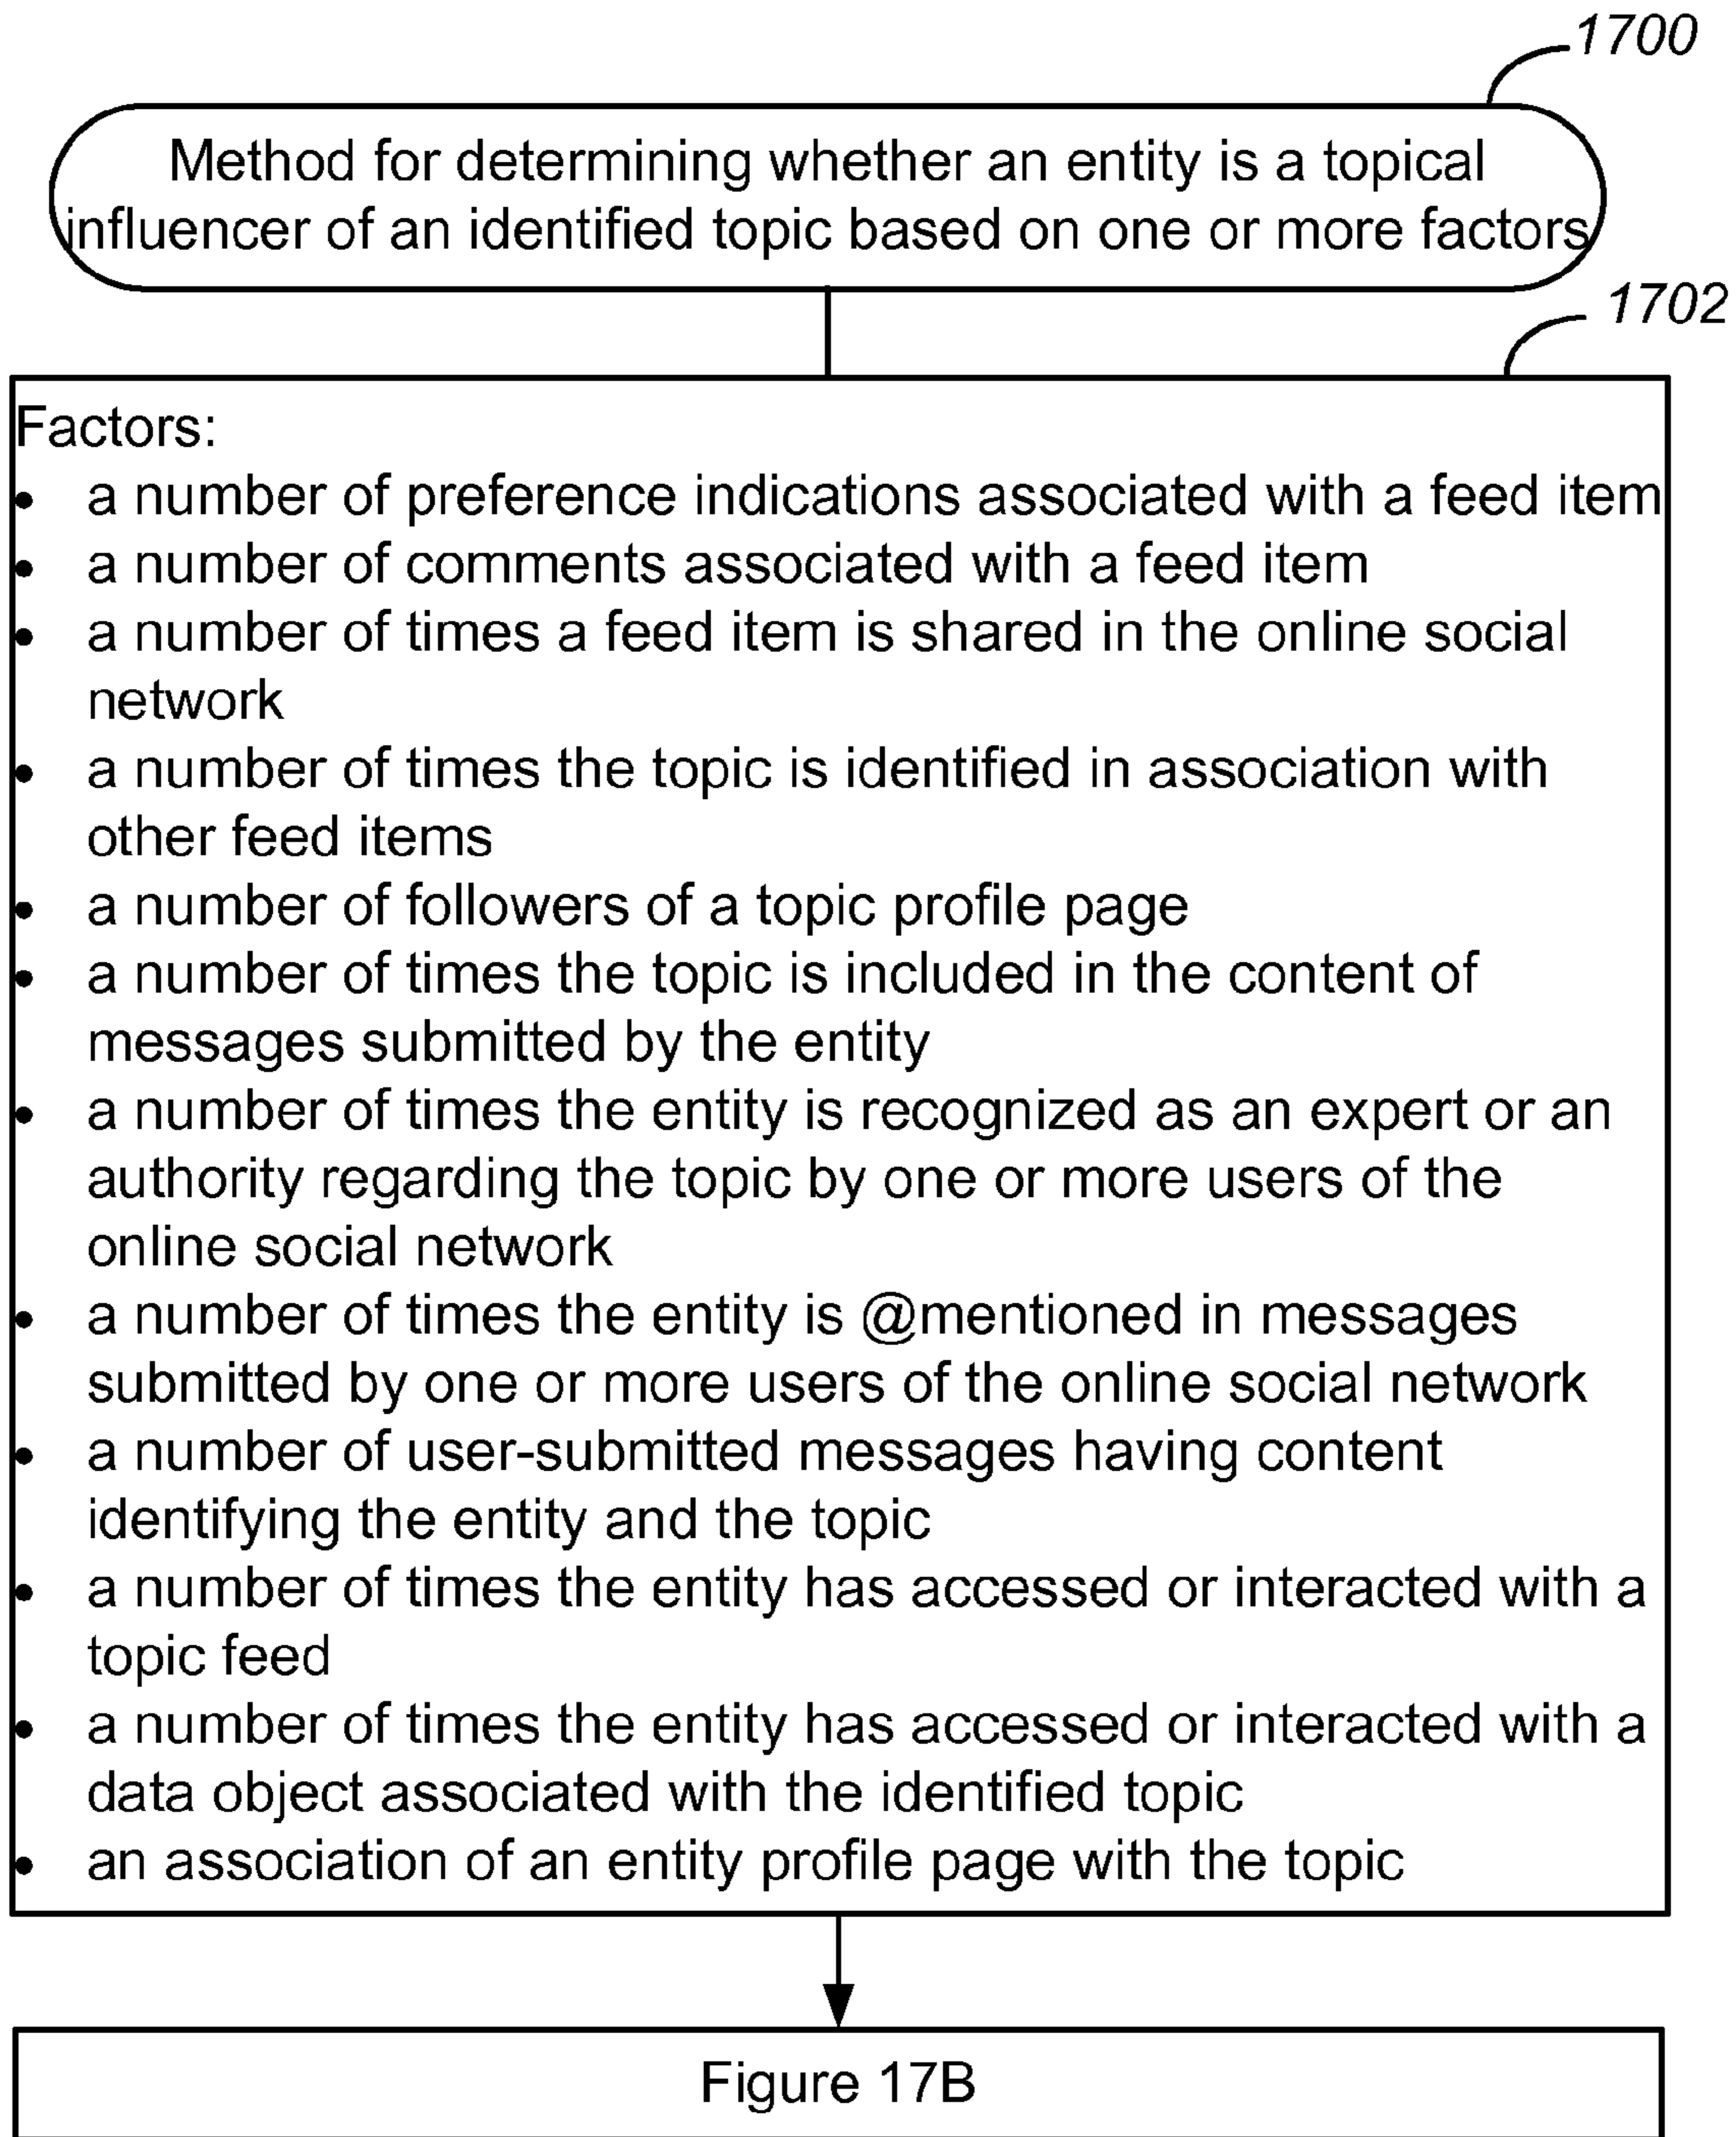 1700
Method for determining whether an entity is a topical
influencer of an identified topic based on one or more factors
1702
Factors:
• a number of preference indications associated with a feed item
• a number of comments associated with a feed item
• a number of times a feed item is shared in the online social
network
• a number of times the topic is identified in association with
other feed items
• a number of followers of a topic profile page
• a number of times the topic is included in the content of
messages submitted by the entity
• a number of times the entity is recognized as an expert or an
authority regarding the topic by one or more users of the
online social network
• a number of times the entity is @mentioned in messages
submitted by one or more users of the online social network
• a number of user-submitted messages having content
identifying the entity and the topic
• a number of times the entity has accessed or interacted with a
topic feed
• a number of times the entity has accessed or interacted with a
data object associated with the identified topic
• an association of an entity profile page with the topic
Figure 17B